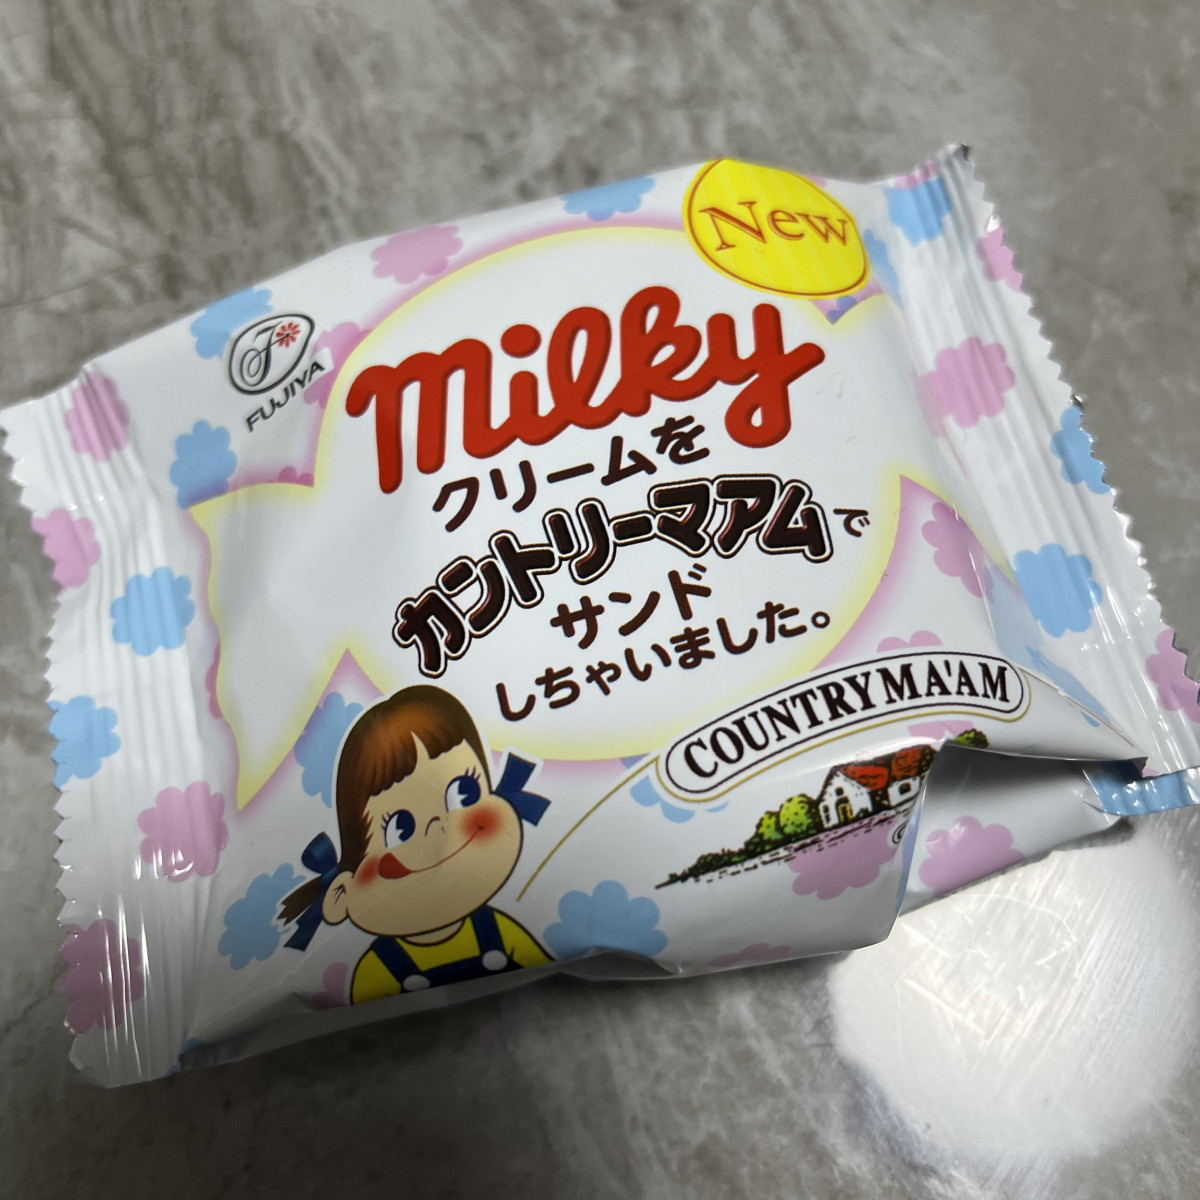 New
FUJIYA
milky
クリームを
カントリーマアムで
サンド
しちゃいました。
COUNTRY MA'AM